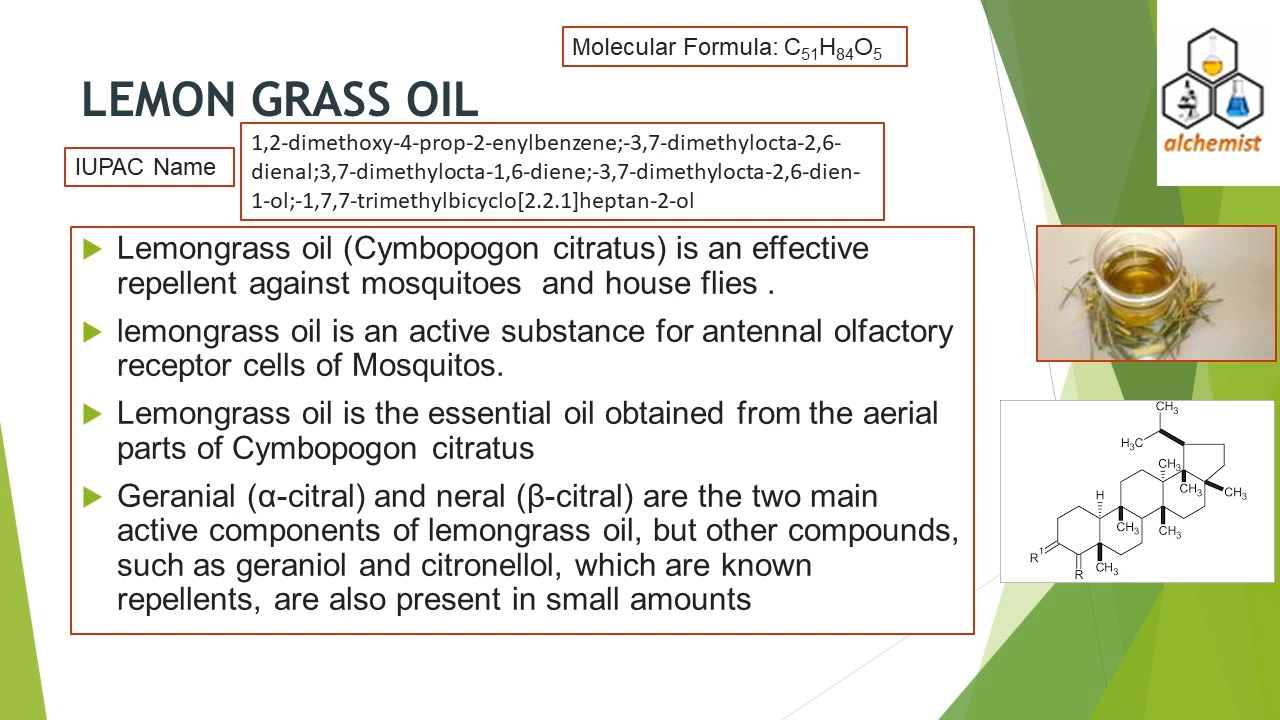 Molecular Formula: C51H84O5
LEMON GRASS OIL
IUPAC Name
1,2-dimethoxy-4-prop-2-enylbenzene;-3,7-dimethylocta-2,6-
dienal;3,7-dimethylocta-1,6-diene;-3,7-dimethylocta-2,6-dien-
1-ol;-1,7,7-trimethylbicyclo[2.2.1]heptan-2-ol
alchemist
Lemongrass oil (Cymbopogon citratus) is an effective
repellent against mosquitoes and house flies .
lemongrass oil is an active substance for antennal olfactory
receptor cells of Mosquitos.
Lemongrass oil is the essential oil obtained from the aerial
parts of Cymbopogon citratus
Geranial (α-citral) and neral (β-citral) are the two main
active components of lemongrass oil, but other compounds,
such as geraniol and citronellol, which are known
repellents, are also present in small amounts
CH3
H3C
CH3
CH3
CH3
H
CH3
CH3
R1
CH3
R